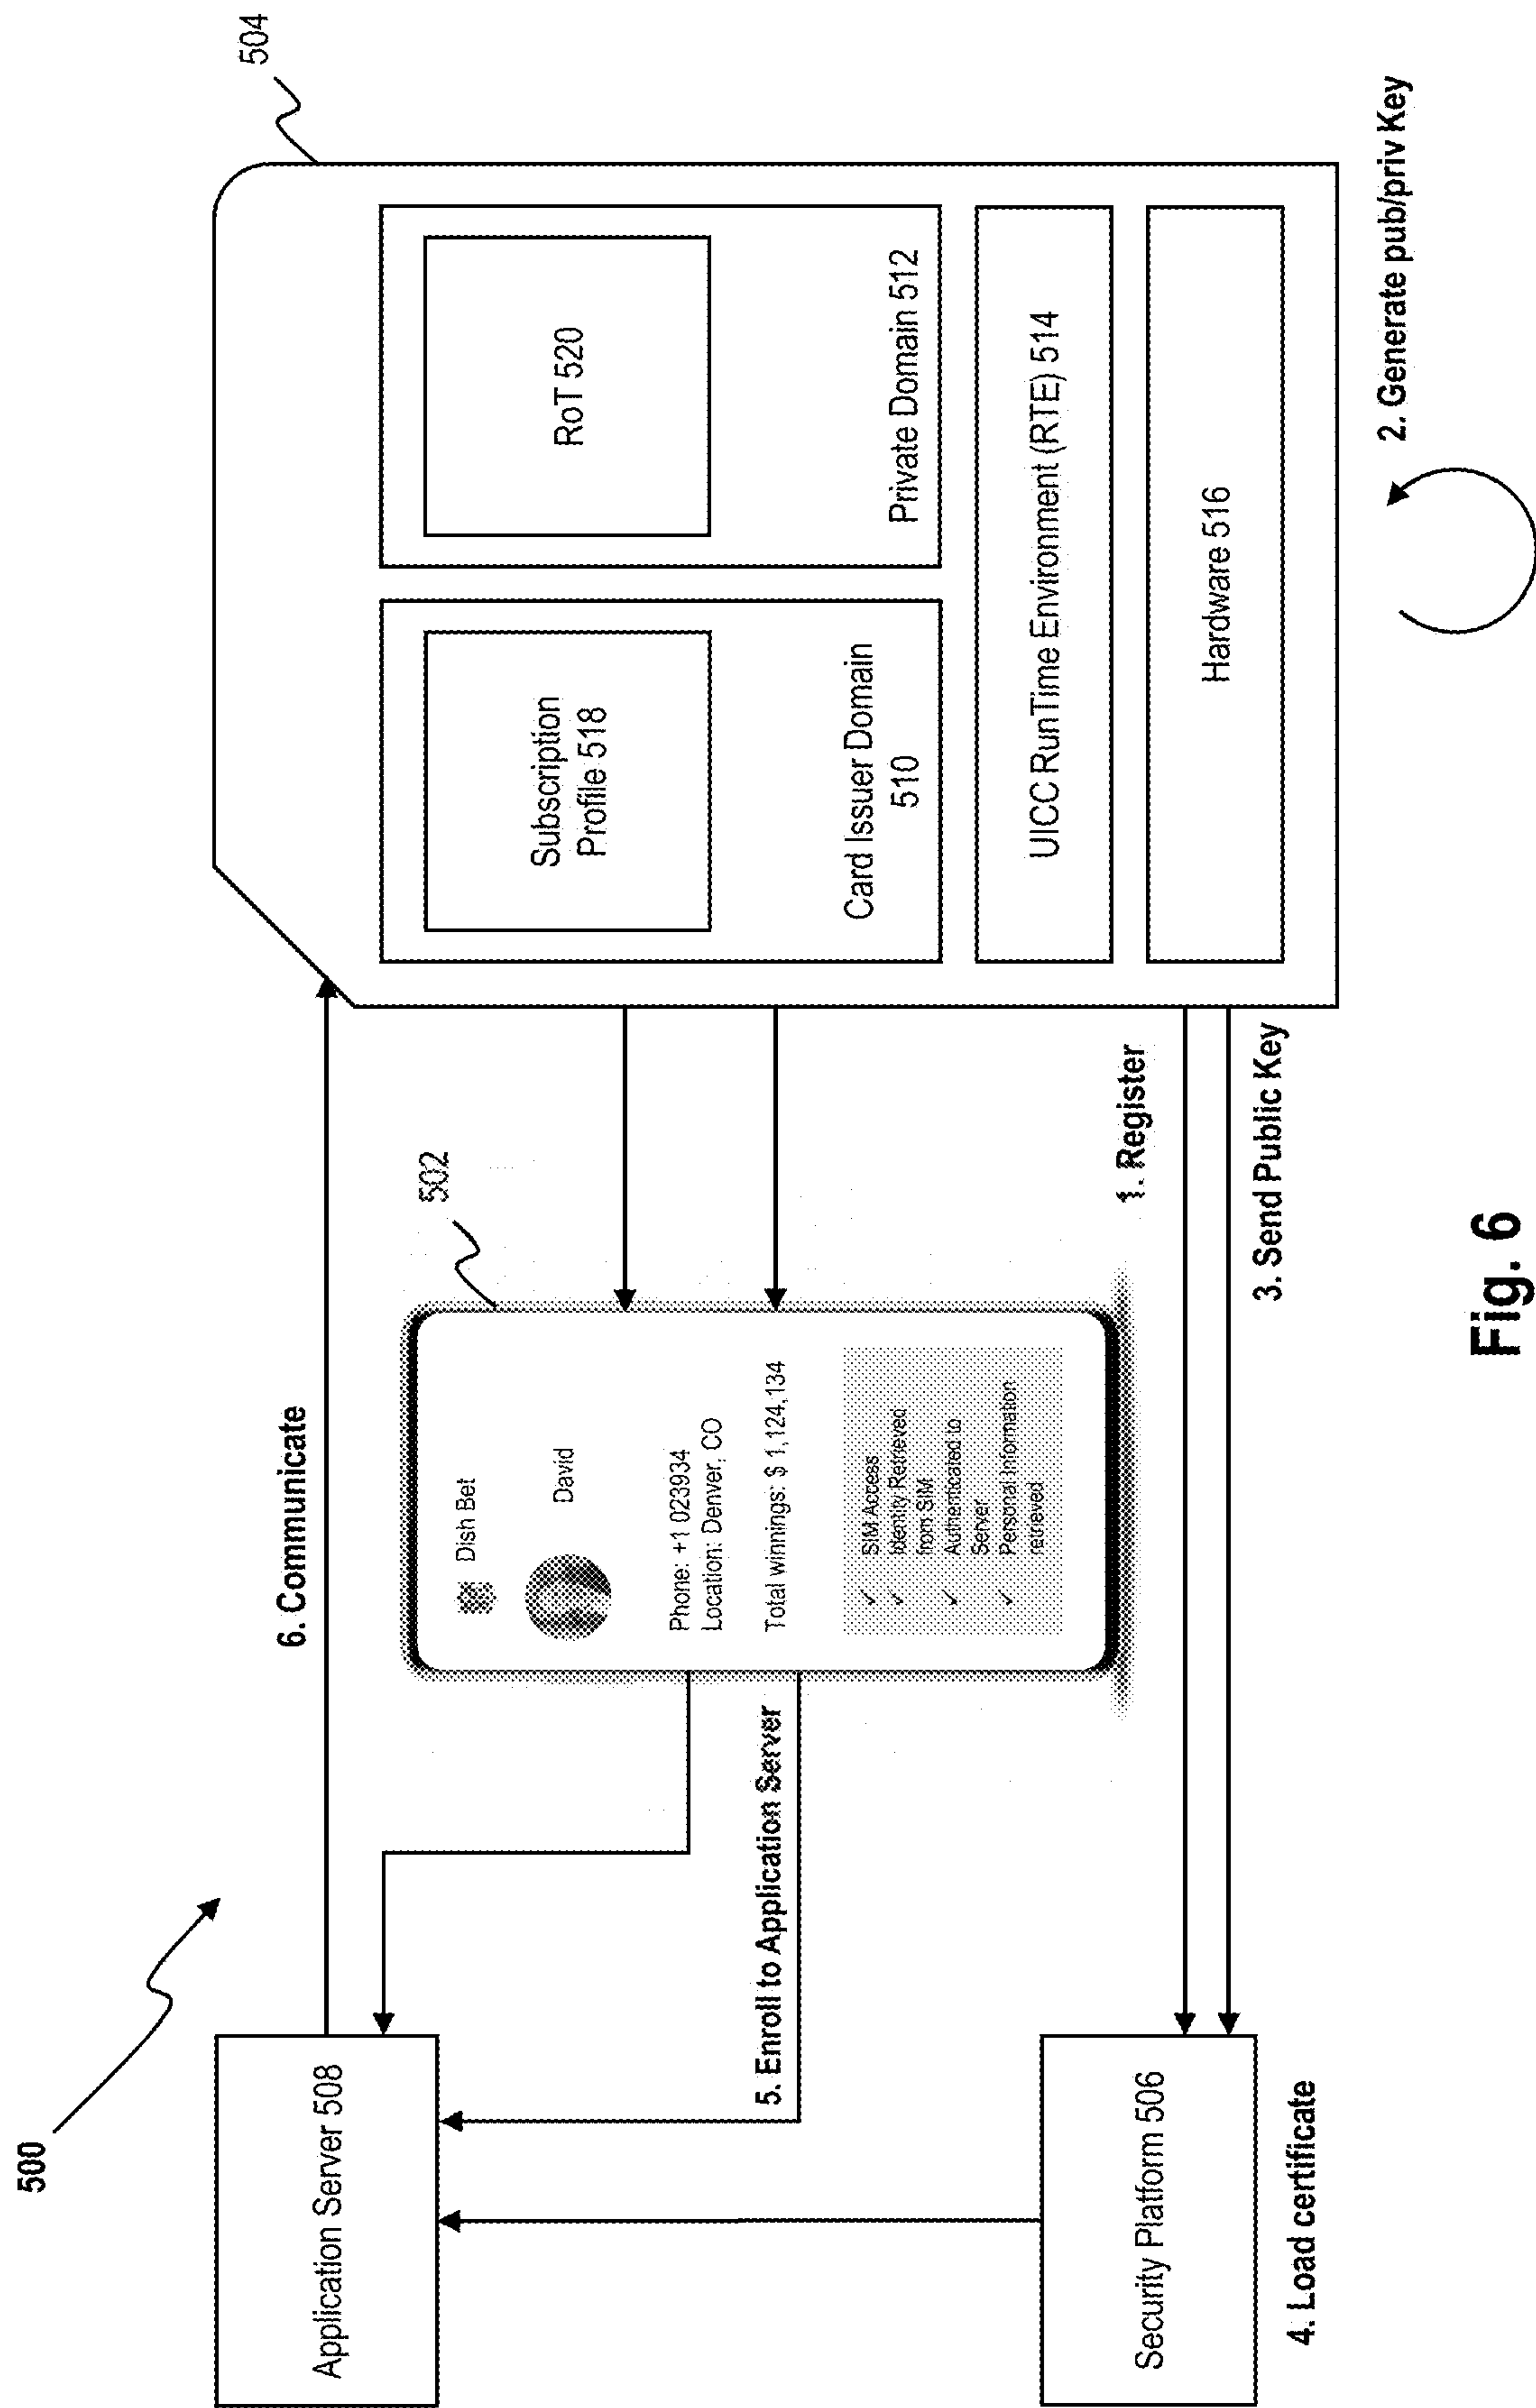 500
504
Application Server 508
6. Communicate
502
Dish Bet
David
Phone: +1 023934
Location: Denver, CO
Total winnings: $ 1,124,134
✓ SIM Access
✓ Identity Retrieved
from SIM
✓ Authenticated to
Server
✓ Personal Information
retrieved
5. Enroll to Application Server
Subscription
Profile 518
Card Issuer Domain
510
RoT 520
Private Domain 512
UICC RunTime Environment (RTE) 514
Hardware 516
1. Register
3. Send Public Key
2. Generate pub/priv Key
Security Platform 506
4. Load certificate
Fig. 6